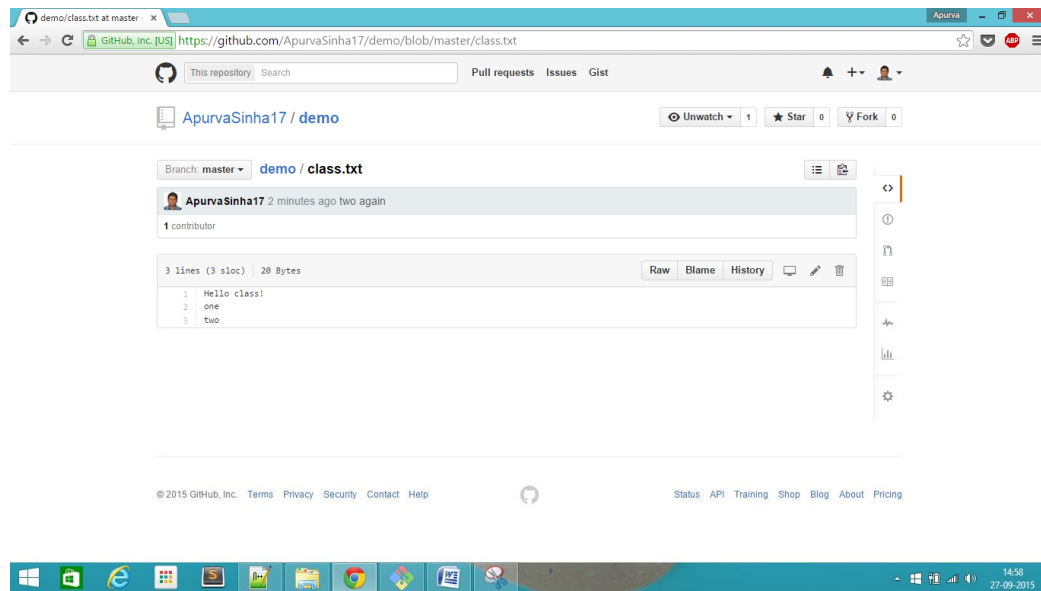 demo/class.txt at master
Apurva
GitHub, Inc. [US] https://github.com/ApurvaSinha17/demo/blob/master/class.txt
ABP
This repository Search Pull requests Issues Gist
ApurvaSinha17 / demo
Unwatch 1 Star 0 Fork 0
Branch: master demo / class.txt
ApurvaSinha17 2 minutes ago two again
1 contributor
3 lines (3 sloc) 20 Bytes Raw Blame History
1 Hello class!
2 one
3 two
© 2015 GitHub, Inc. Terms Privacy Security Contact Help Status API Training Shop Blog About Pricing
14:58
27-09-2015